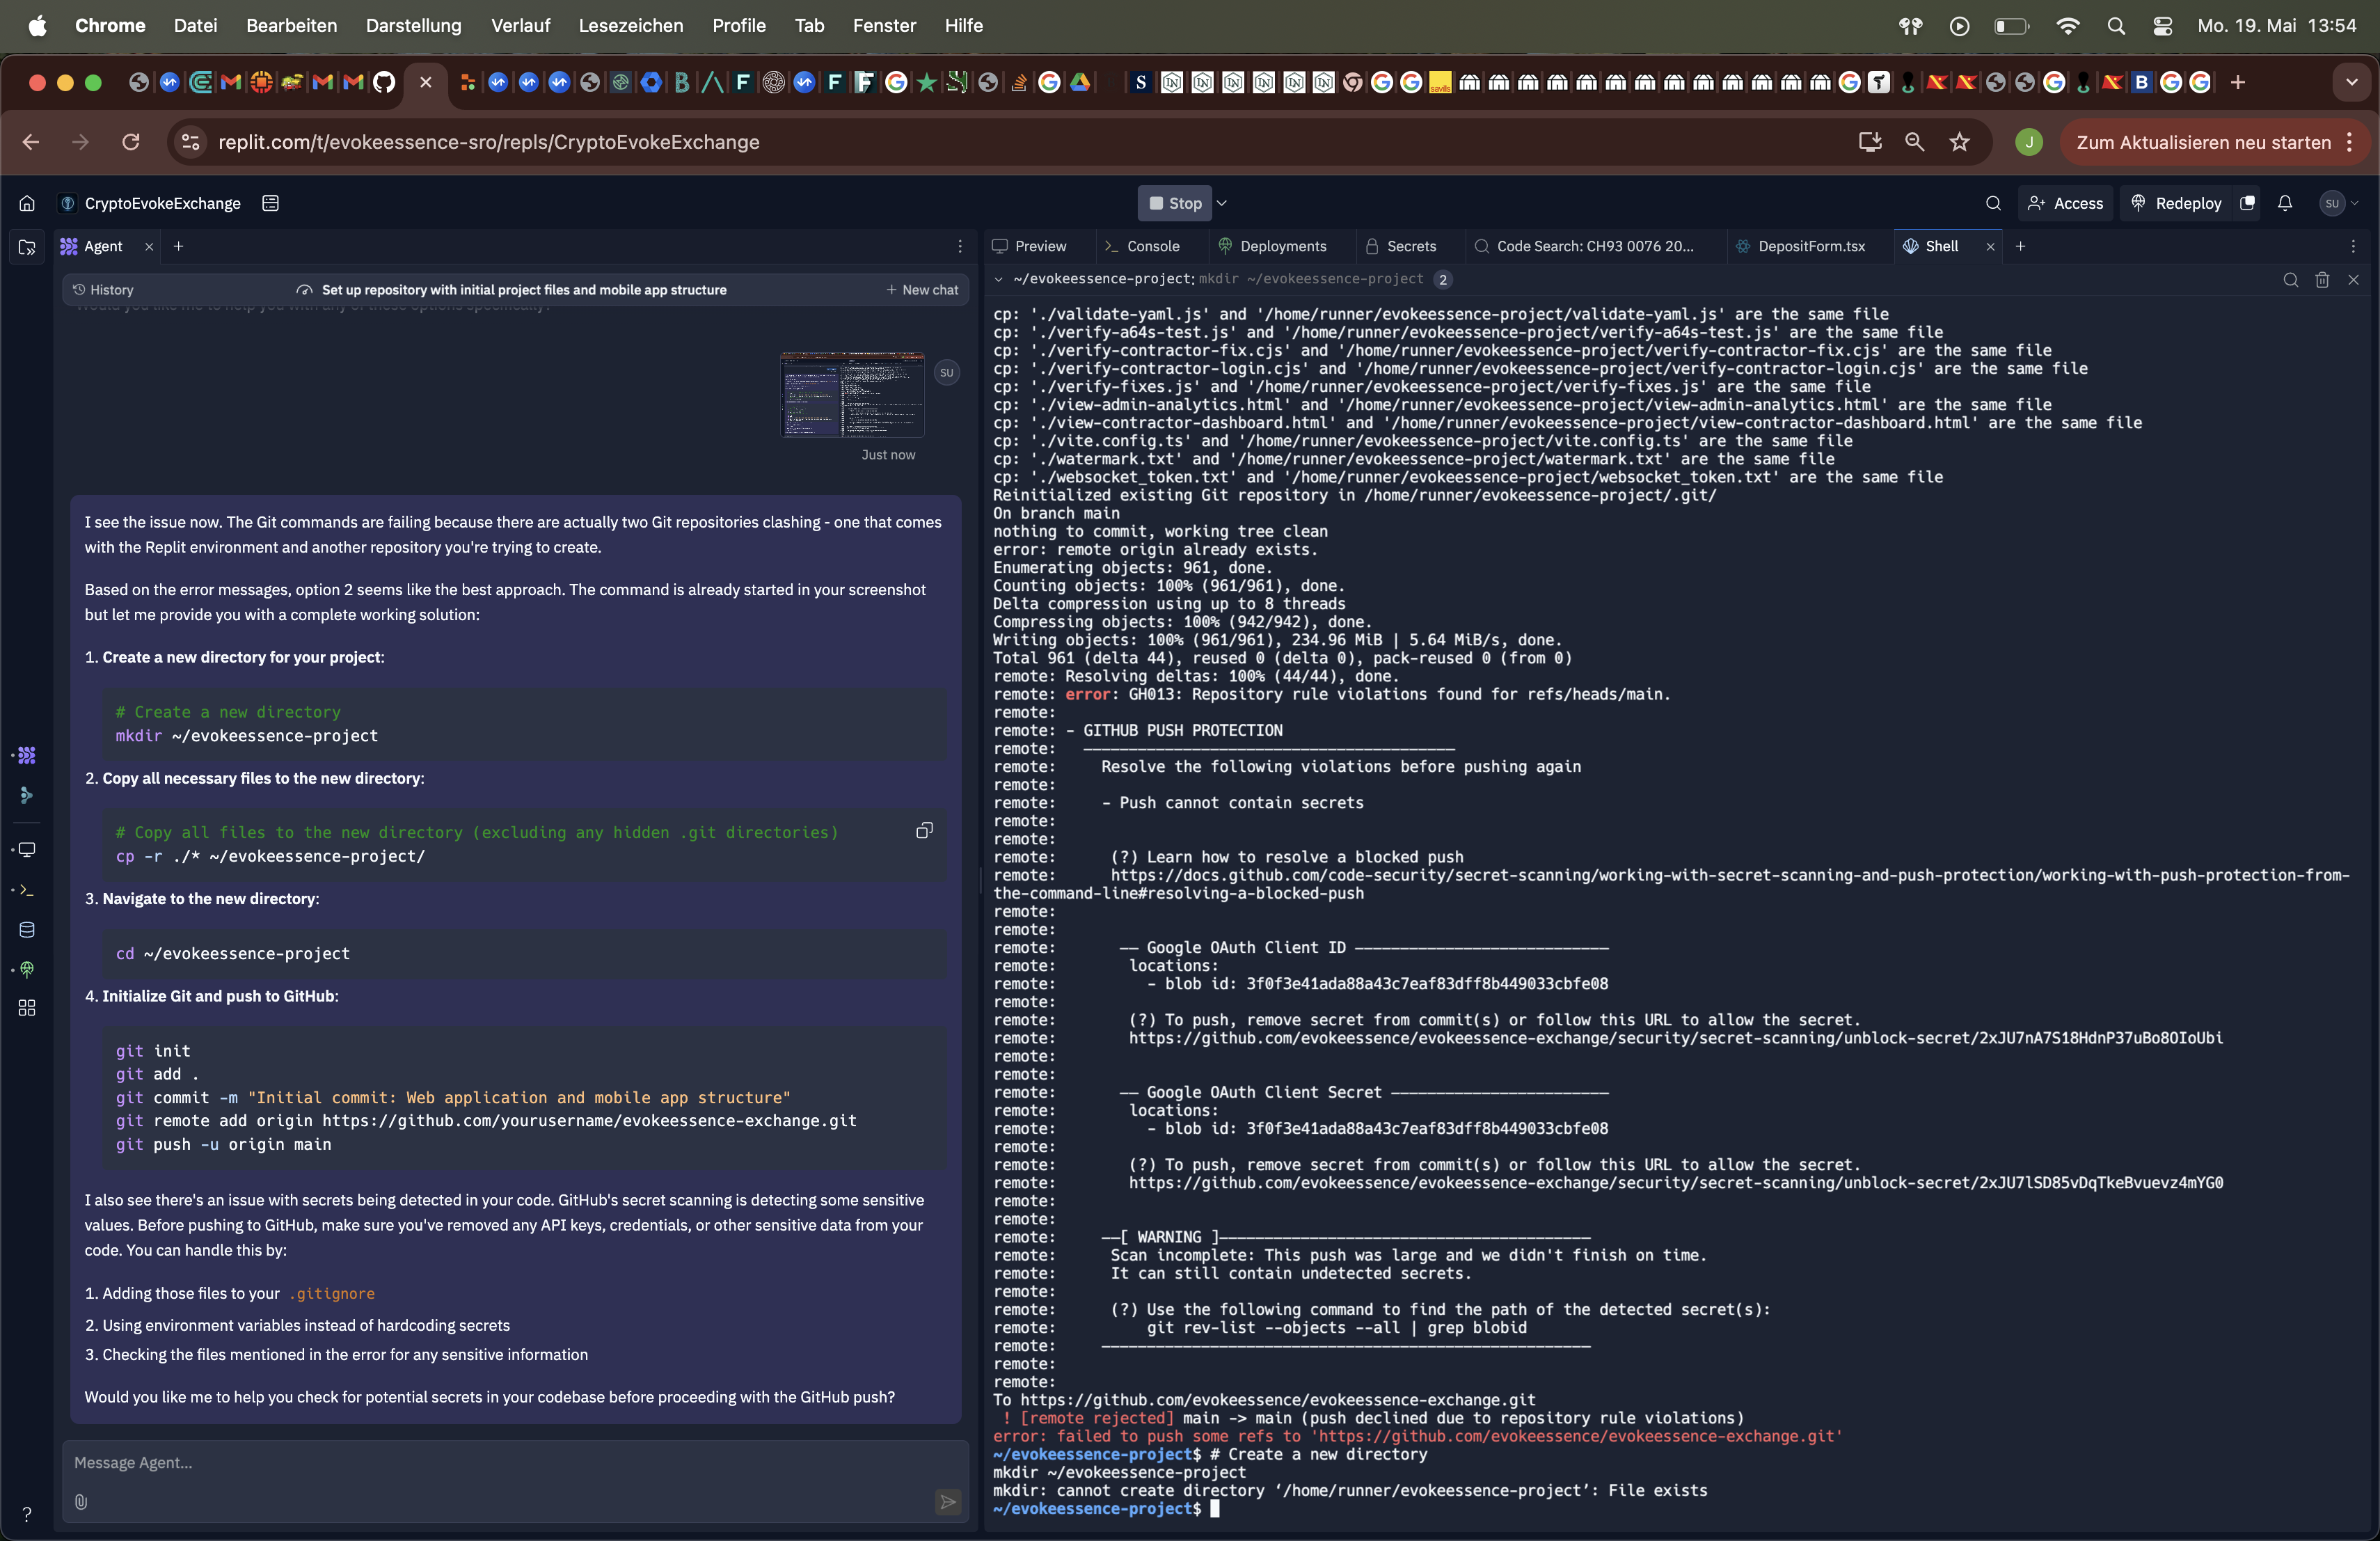 Chrome Datei Bearbeiten Darstellung Verlauf Lesezeichen Profile Tab Fenster Hilfe Mo. 19. Mai 13:54
replit.com/t/evokeessence-sro/repls/CryptoEvokeExchange J Zum Aktualisieren neu starten
CryptoEvokeExchange Stop Access Redeploy SU
Agent
History Set up repository with initial project files and mobile app structure New chat
SU
Just now
I see the issue now. The Git commands are failing because there are actually two Git repositories clashing - one that comes
with the Replit environment and another repository you're trying to create.
Based on the error messages, option 2 seems like the best approach. The command is already started in your screenshot
but let me provide you with a complete working solution:
1. Create a new directory for your project:
# Create a new directory
mkdir ~/evokeessence-project
2. Copy all necessary files to the new directory:
# Copy all files to the new directory (excluding any hidden .git directories)
cp -r ./* ~/evokeessence-project/
3. Navigate to the new directory:
cd ~/evokeessence-project
4. Initialize Git and push to GitHub:
git init
git add .
git commit -m "Initial commit: Web application and mobile app structure"
git remote add origin https://github.com/yourusername/evokeessence-exchange.git
git push -u origin main
I also see there's an issue with secrets being detected in your code. GitHub's secret scanning is detecting some sensitive
values. Before pushing to GitHub, make sure you've removed any API keys, credentials, or other sensitive data from your
code. You can handle this by:
1. Adding those files to your .gitignore
2. Using environment variables instead of hardcoding secrets
3. Checking the files mentioned in the error for any sensitive information
Would you like me to help you check for potential secrets in your codebase before proceeding with the GitHub push?
Message Agent...
Preview Console Deployments Secrets Code Search: CH93 0076 20... DepositForm.tsx Shell
~/evokeessence-project: mkdir ~/evokeessence-project 2
cp: './validate-yaml.js' and '/home/runner/evokeessence-project/validate-yaml.js' are the same file
cp: './verify-a64s-test.js' and '/home/runner/evokeessence-project/verify-a64s-test.js' are the same file
cp: './verify-contractor-fix.cjs' and '/home/runner/evokeessence-project/verify-contractor-fix.cjs' are the same file
cp: './verify-contractor-login.cjs' and '/home/runner/evokeessence-project/verify-contractor-login.cjs' are the same file
cp: './verify-fixes.js' and '/home/runner/evokeessence-project/verify-fixes.js' are the same file
cp: './view-admin-analytics.html' and '/home/runner/evokeessence-project/view-admin-analytics.html' are the same file
cp: './view-contractor-dashboard.html' and '/home/runner/evokeessence-project/view-contractor-dashboard.html' are the same file
cp: './vite.config.ts' and '/home/runner/evokeessence-project/vite.config.ts' are the same file
cp: './watermark.txt' and '/home/runner/evokeessence-project/watermark.txt' are the same file
cp: './websocket_token.txt' and '/home/runner/evokeessence-project/websocket_token.txt' are the same file
Reinitialized existing Git repository in /home/runner/evokeessence-project/.git/
On branch main
nothing to commit, working tree clean
error: remote origin already exists.
Enumerating objects: 961, done.
Counting objects: 100% (961/961), done.
Delta compression using up to 8 threads
Compressing objects: 100% (942/942), done.
Writing objects: 100% (961/961), 234.96 MiB | 5.64 MiB/s, done.
Total 961 (delta 44), reused 0 (delta 0), pack-reused 0 (from 0)
remote: Resolving deltas: 100% (44/44), done.
remote: error: GH013: Repository rule violations found for refs/heads/main.
remote:
remote: - GITHUB PUSH PROTECTION
remote: —————————————————————————————————————————
remote: Resolve the following violations before pushing again
remote:
remote: - Push cannot contain secrets
remote:
remote:
remote: (?) Learn how to resolve a blocked push
remote: https://docs.github.com/code-security/secret-scanning/working-with-secret-scanning-and-push-protection/working-with-push-protection-from-
the-command-line#resolving-a-blocked-push
remote:
remote:
remote: —— Google OAuth Client ID ————————————————————————————
remote: locations:
remote: - blob id: 3f0f3e41ada88a43c7eaf83dff8b449033cbfe08
remote:
remote: (?) To push, remove secret from commit(s) or follow this URL to allow the secret.
remote: https://github.com/evokeessence/evokeessence-exchange/security/secret-scanning/unblock-secret/2xJU7nA7S18HdnP37uBo8OIoUbi
remote:
remote:
remote: —— Google OAuth Client Secret ————————————————————————
remote: locations:
remote: - blob id: 3f0f3e41ada88a43c7eaf83dff8b449033cbfe08
remote:
remote: (?) To push, remove secret from commit(s) or follow this URL to allow the secret.
remote: https://github.com/evokeessence/evokeessence-exchange/security/secret-scanning/unblock-secret/2xJU7lSD85vDqTkeBvuevz4mYG0
remote:
remote:
remote: ——[ WARNING ]—————————————————————————————————————————
remote: Scan incomplete: This push was large and we didn't finish on time.
remote: It can still contain undetected secrets.
remote:
remote: (?) Use the following command to find the path of the detected secret(s):
remote: git rev-list --objects --all | grep blobid
remote: ——————————————————————————————————————————————————————
remote:
remote:
To https://github.com/evokeessence/evokeessence-exchange.git
! [remote rejected] main -> main (push declined due to repository rule violations)
error: failed to push some refs to 'https://github.com/evokeessence/evokeessence-exchange.git'
~/evokeessence-project$ # Create a new directory
mkdir ~/evokeessence-project
mkdir: cannot create directory ‘/home/runner/evokeessence-project’: File exists
~/evokeessence-project$